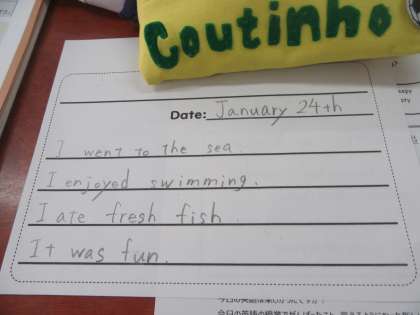 Coutinho
Date: January 24th
I went to the sea.
I enjoyed swimming.
I ate fresh fish.
It was fun.